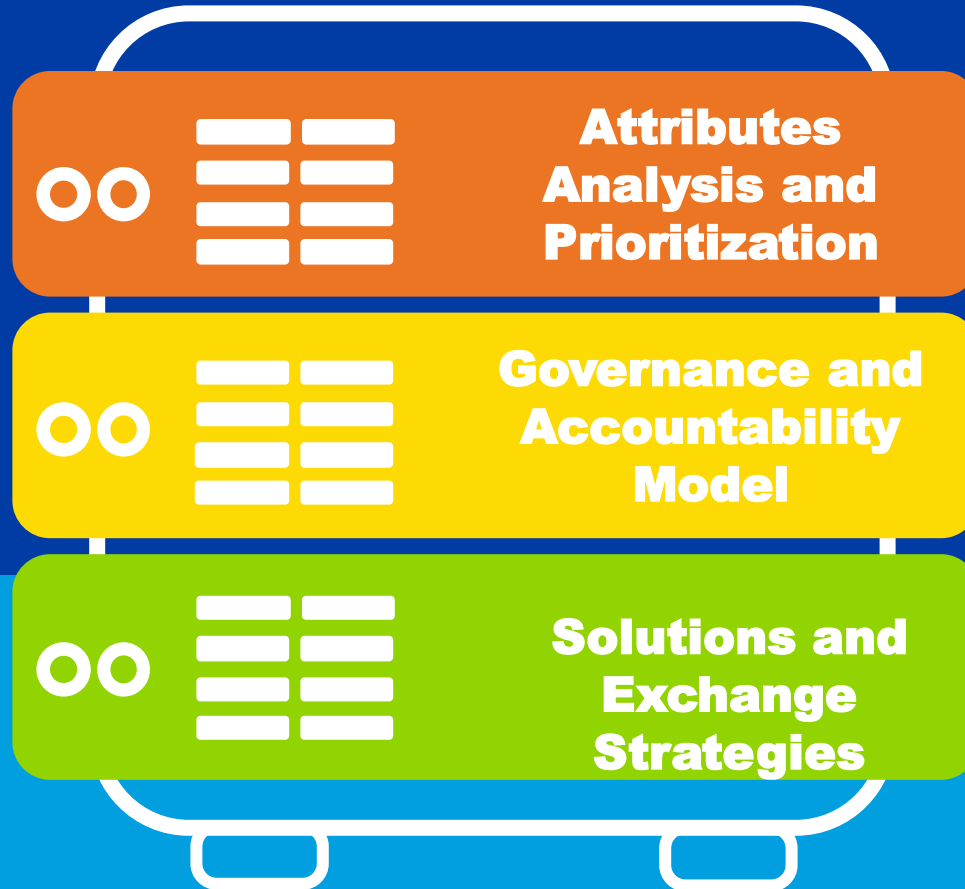 Attributes
Analysis and
Prioritization
Governance and
Accountability
Model
Solutions and
Exchange
Strategies